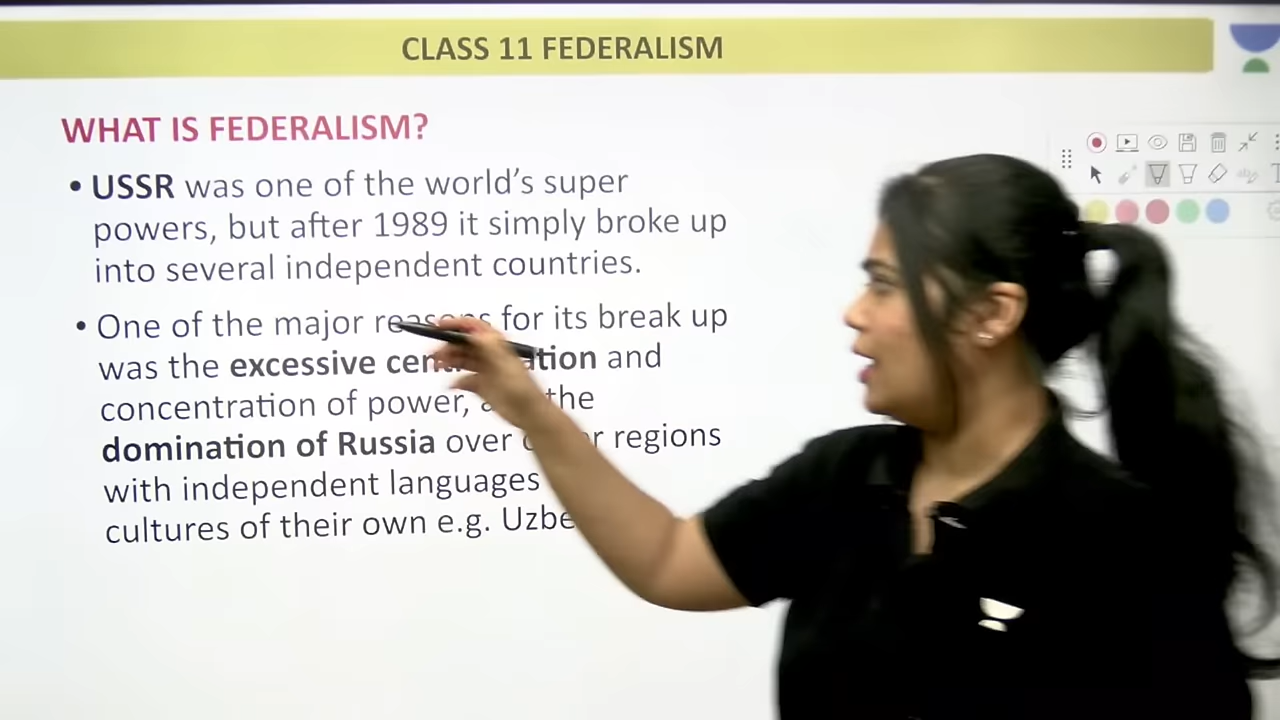 CLASS 11 FEDERALISM
WHAT IS FEDERALISM?
• USSR was one of the world's super
powers, but after 1989 it simply broke up
into several independent countries.
• One of the major reasons for its break up
was the excessive and
concentration of power, the
domination of Russia over regions
with independent languages
cultures of their own e.g.